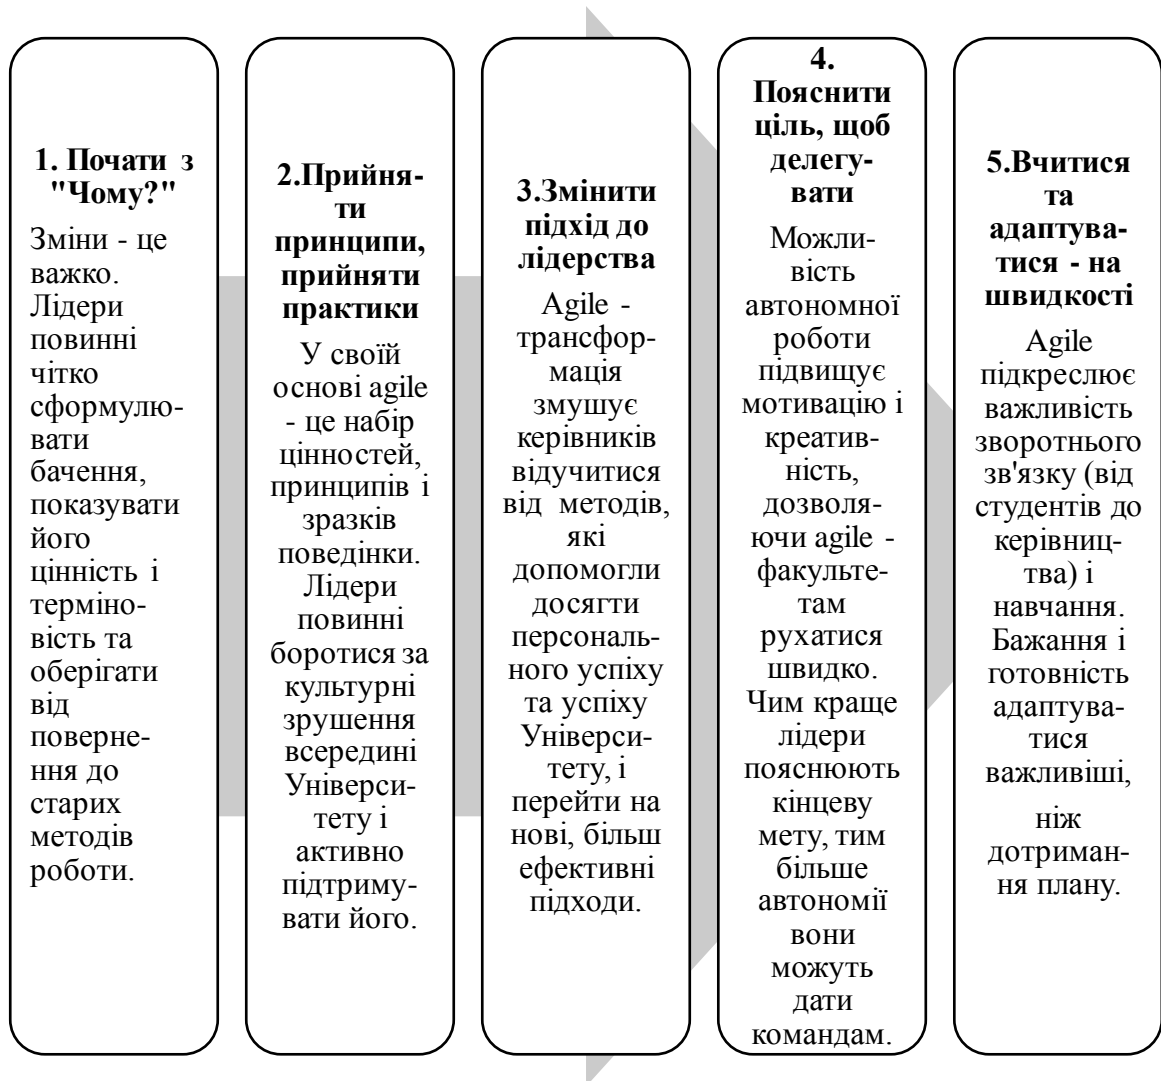 1. Почати з
"Чому?"
Зміни - це
важко.
Лідери
повинні
чітко
сформулю-
вати
бачення,
показувати
його
цінність і
терміно-
вість та
оберігати
від
поверне-
ння до
старих
методів
роботи.
2.Прийня-
ти
принципи,
прийняти
практики
У своїй
основі agile
- це набір
цінностей,
принципів і
зразків
поведінки.
Лідери
повинні
боротися за
культурні
зрушення
всередині
Універси-
тету і
активно
підтриму-
вати його.
3.Змінити
підхід до
лідерства
Agile -
трансфор-
мація
змушує
керівників
відучитися
від методів,
які
допомогли
досягти
персональ-
ного успіху
та успіху
Універси-
тету, і
перейти на
нові, більш
ефективні
підходи.
4.
Пояснити
ціль, щоб
делегу-
вати
Можли-
вість
автономної
роботи
підвищує
мотивацію і
креатив-
ність,
дозволя-
ючи agile -
факульте-
там
рухатися
швидко.
Чим краще
лідери
пояснюють
кінцеву
мету, тим
більше
автономії
вони
можуть
дати
командам.
5.Вчитися
та
адаптува-
тися - на
швидкості
Agile
підкреслює
важливість
зворотнього
зв'язку (від
студентів до
керівниц-
тва) і
навчання.
Бажання і
готовність
адаптува-
тися
важливіші,
ніж
дотриман-
ня плану.